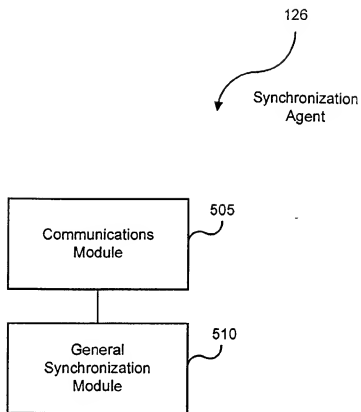 126
Synchronization
Agent
505
Communications
Module
510
General
Synchronization
Module